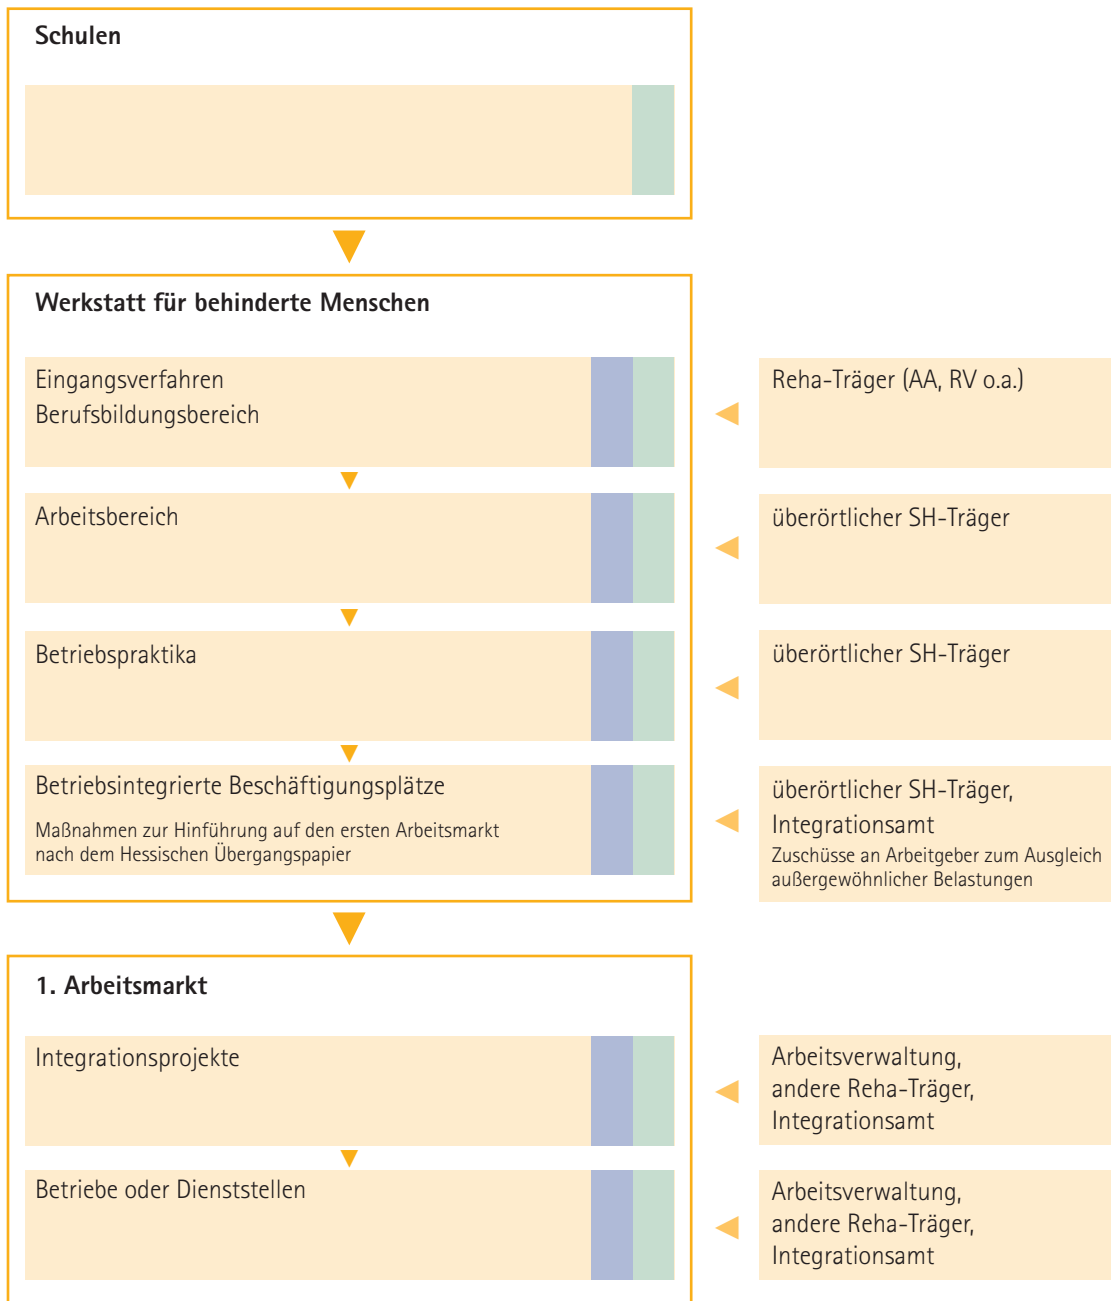 Schulen
Werkstatt für behinderte Menschen
Eingangsverfahren
Berufsbildungsbereich
Reha-Träger (AA, RV o.a.)
Arbeitsbereich
überörtlicher SH-Träger
Betriebspraktika
überörtlicher SH-Träger
Betriebsintegrierte Beschäftigungsplätze
Maßnahmen zur Hinführung auf den ersten Arbeitsmarkt
nach dem Hessischen Übergangspapier
überörtlicher SH-Träger,
Integrationsamt
Zuschüsse an Arbeitgeber zum Ausgleich
außergewöhnlicher Belastungen
1. Arbeitsmarkt
Integrationsprojekte
Arbeitsverwaltung,
andere Reha-Träger,
Integrationsamt
Betriebe oder Dienststellen
Arbeitsverwaltung,
andere Reha-Träger,
Integrationsamt